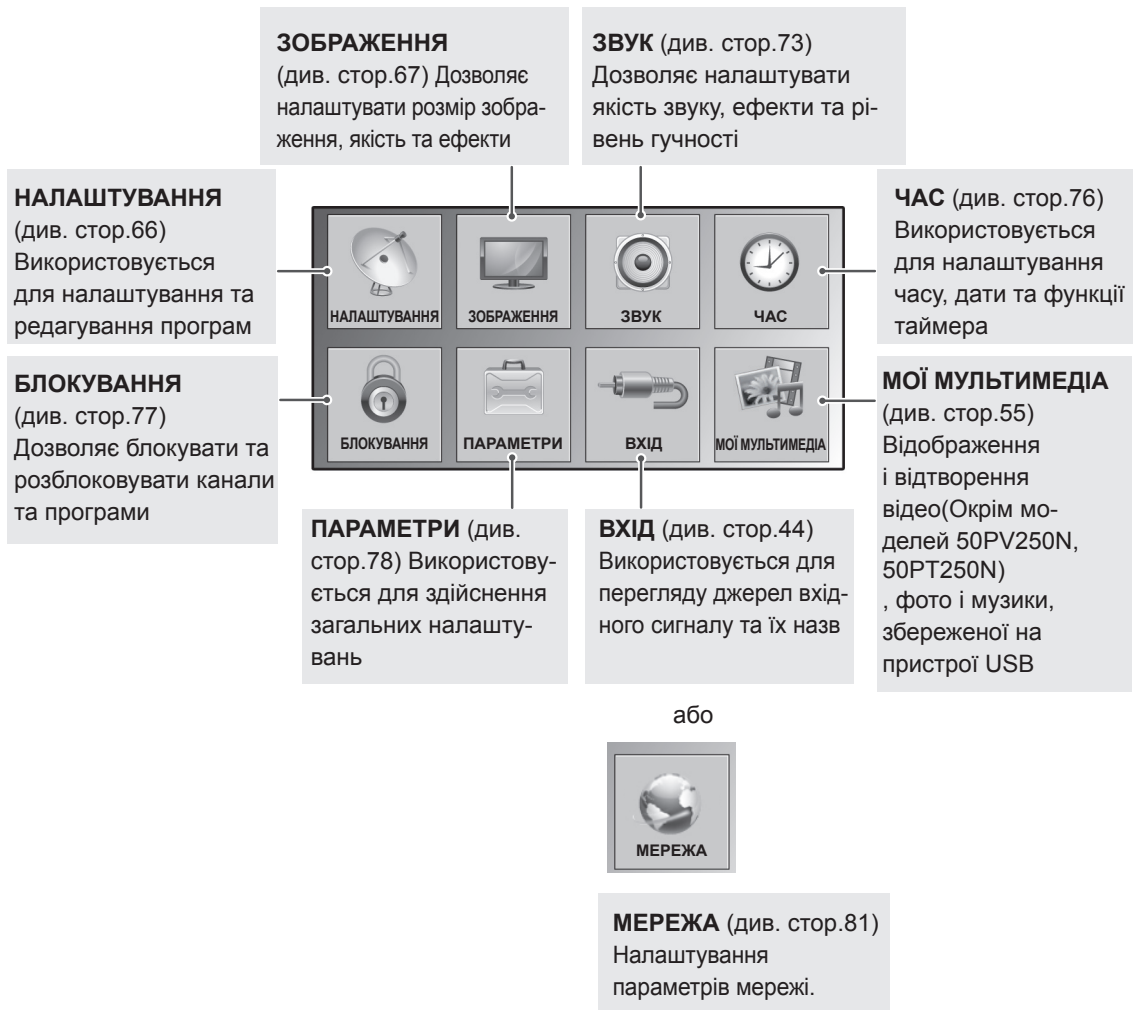 ЗОБРАЖЕННЯ
(див. стор.67) Дозволяє
налаштувати розмір зобра-
ження, якість та ефекти
ЗВУК (див. стор.73)
Дозволяє налаштувати
якість звуку, ефекти та рі-
вень гучності
НАЛАШТУВАННЯ
(див. стор.66)
Використовується
для налаштування та
редагування програм
ЧАС (див. стор.76)
Використовується
для налаштування
часу, дати та функції
таймера
НАЛАШТУВАННЯ
ЗОБРАЖЕННЯ
ЗВУК
ЧАС
БЛОКУВАННЯ
ПАРАМЕТРИ
ВХІД
МОЇ МУЛЬТИМЕДІА
БЛОКУВАННЯ
(див. стор.77)
Дозволяє блокувати та
розблоковувати канали
та програми
МОЇ МУЛЬТИМЕДІА
(див. стор.55)
Відображення
і відтворення
відео(Окрім мо-
делей 50PV250N,
50PT250N)
, фото і музики,
збереженої на
пристрої USB
ПАРАМЕТРИ (див.
стор.78) Використову-
ється для здійснення
загальних налашту-
вань
ВХІД (див. стор.44)
Використовується для
перегляду джерел вхід-
ного сигналу та їх назв
або
МЕРЕЖА
МЕРЕЖА (див. стор.81)
Налаштування
параметрів мережі.